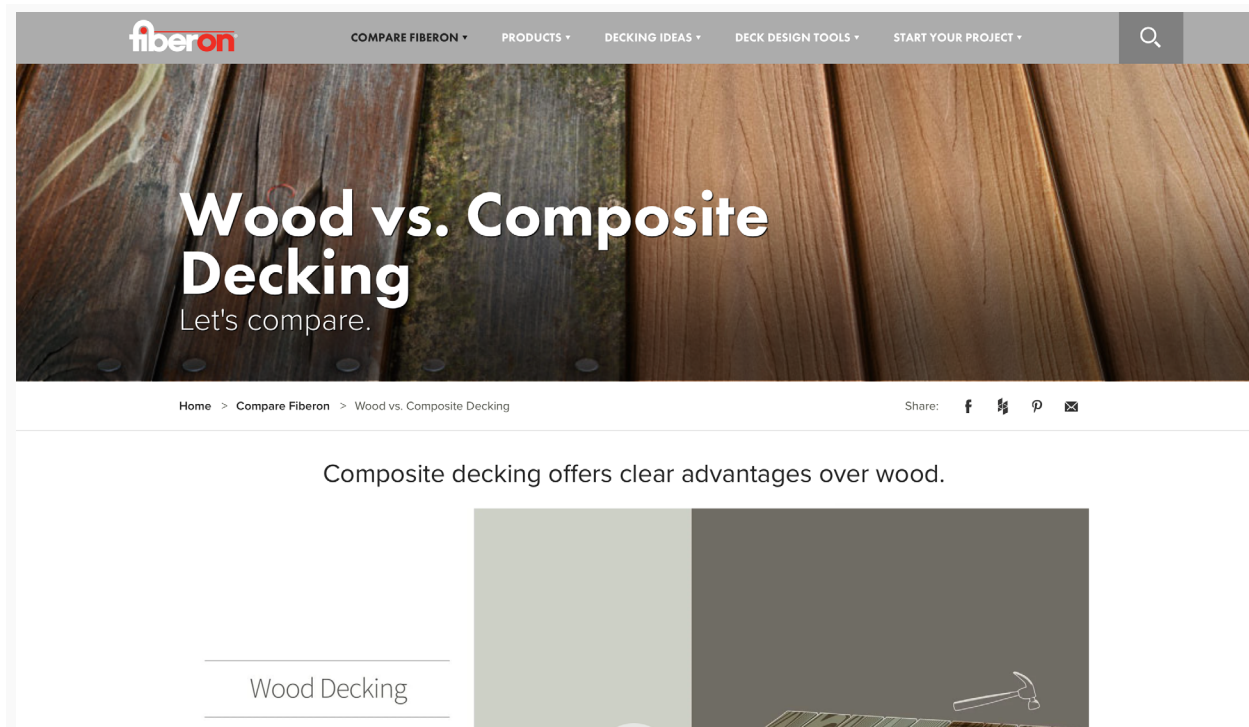 fiberon
COMPARE FIBERON
PRODUCTS
DECKING IDEAS
DECK DESIGN TOOLS
START YOUR PROJECT
Wood vs. Composite
Decking
Let's compare.
Home > Compare Fiberon > Wood vs. Composite Decking
Share:
Composite decking offers clear advantages over wood.
Wood Decking